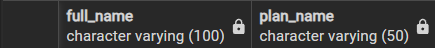 full_name plan_name
character varying (100) character varying (50)